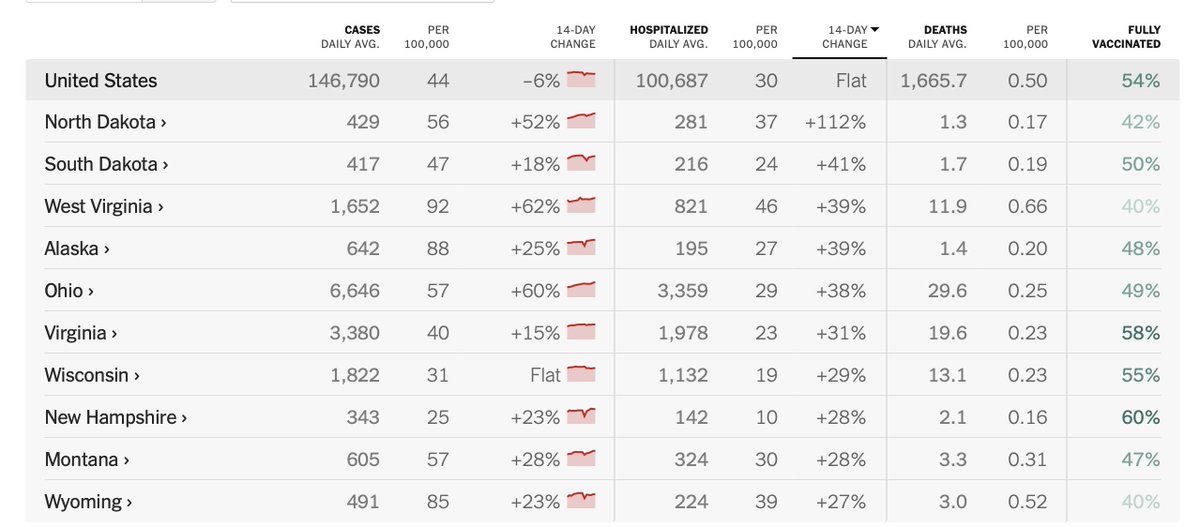 CASES DAILY AVG. PER 100,000 14-DAY CHANGE HOSPITALIZED DAILY AVG. PER 100,000 14-DAY CHANGE DEATHS DAILY AVG. PER 100,000 FULLY VACCINATED
United States 146,790 44 –6% 100,687 30 Flat 1,665.7 0.50 54%
North Dakota › 429 56 +52% 281 37 +112% 1.3 0.17 42%
South Dakota › 417 47 +18% 216 24 +41% 1.7 0.19 50%
West Virginia › 1,652 92 +62% 821 46 +39% 11.9 0.66 40%
Alaska › 642 88 +25% 195 27 +39% 1.4 0.20 48%
Ohio › 6,646 57 +60% 3,359 29 +38% 29.6 0.25 49%
Virginia › 3,380 40 +15% 1,978 23 +31% 19.6 0.23 58%
Wisconsin › 1,822 31 Flat 1,132 19 +29% 13.1 0.23 55%
New Hampshire › 343 25 +23% 142 10 +28% 2.1 0.16 60%
Montana › 605 57 +28% 324 30 +28% 3.3 0.31 47%
Wyoming › 491 85 +23% 224 39 +27% 3.0 0.52 40%